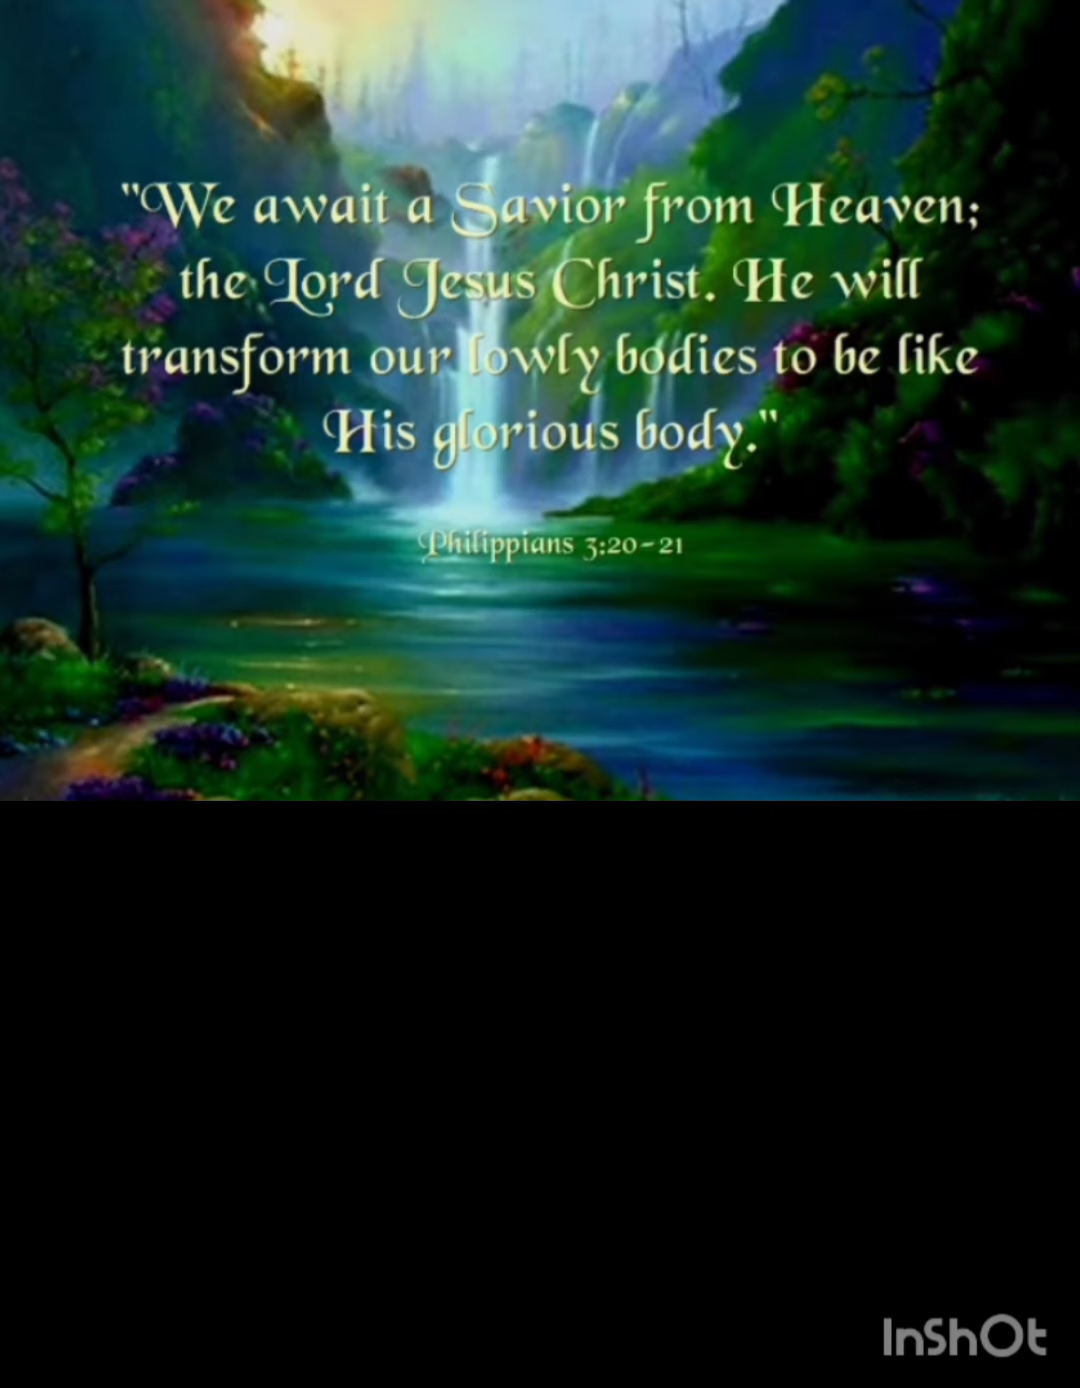 "We await a Savior from Heaven;
the Lord Jesus Christ. He will
transform our lowly bodies to be like
His glorious body."
Philippians 3:20-21
InShOt